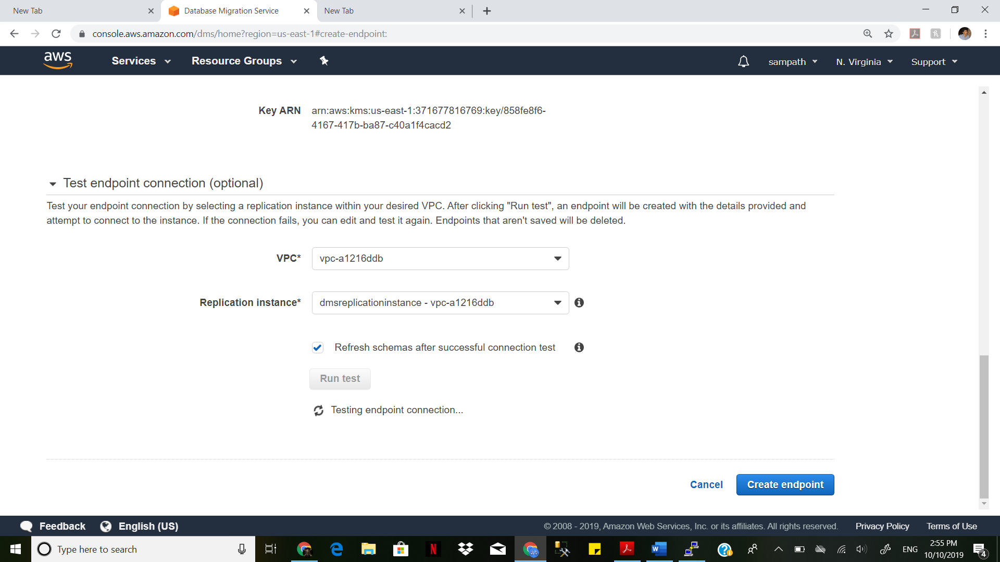 New Tab
Database Migration Service
New Tab
console.aws.amazon.com/dms/home?region=us-east-1#create-endpoint:
aws
Services
Resource Groups
sampath
N. Virginia
Support
Key ARN
arn:aws:kms:us-east-1:371677816769:key/858fe8f6-
4167-417b-ba87-c40a1f4cacd2
Test endpoint connection (optional)
Test your endpoint connection by selecting a replication instance within your desired VPC. After clicking "Run test", an endpoint will be created with the details provided and
attempt to connect to the instance. If the connection fails, you can edit and test it again. Endpoints that aren't saved will be deleted.
VPC*
vpc-a1216ddb
Replication instance*
dmsreplicationinstance - vpc-a1216ddb
Refresh schemas after successful connection test
Run test
Testing endpoint connection...
Cancel
Create endpoint
Feedback
English (US)
© 2008 - 2019, Amazon Web Services, Inc. or its affiliates. All rights reserved.
Privacy Policy
Terms of Use
Type here to search
ENG
2:55 PM
10/10/2019
4